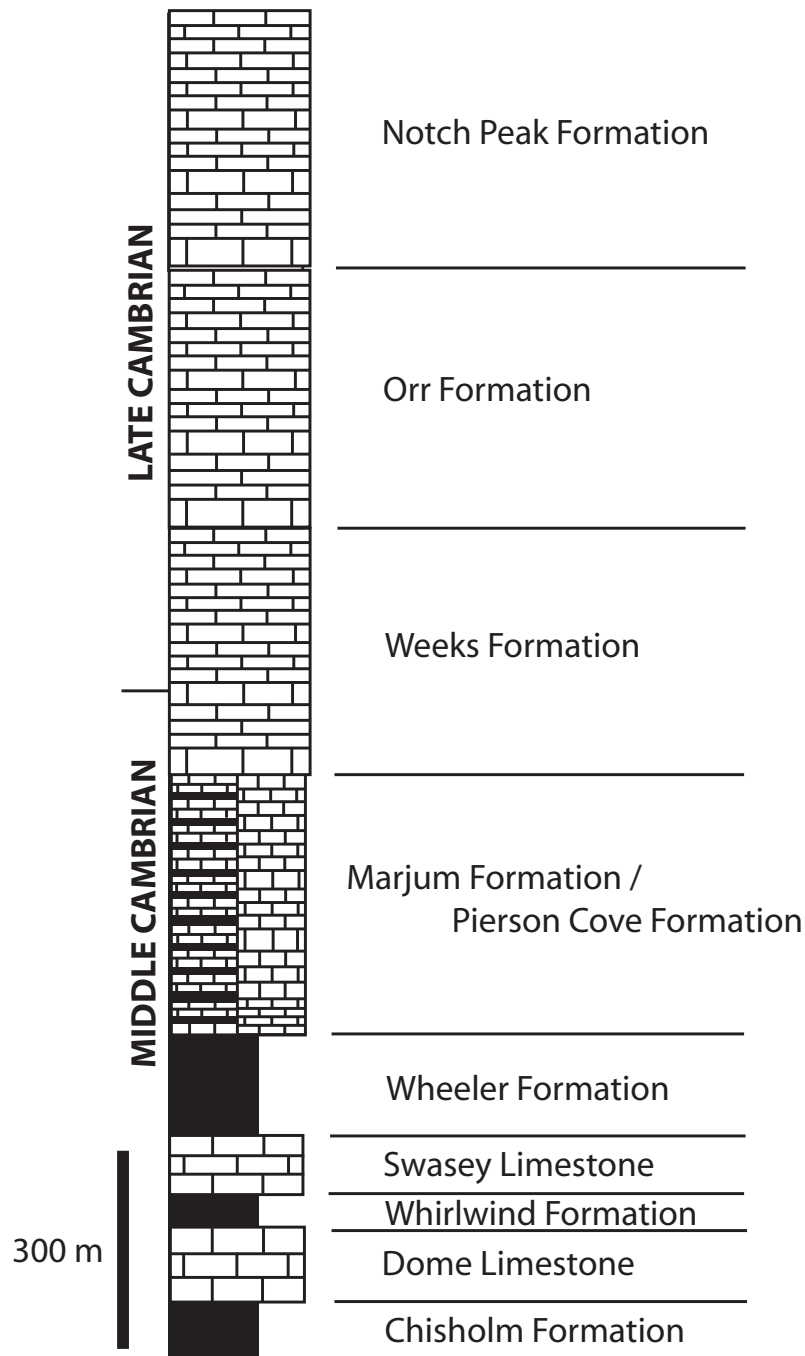 Notch Peak Formation
LATE CAMBRIAN
Orr Formation
Weeks Formation
MIDDLE CAMBRIAN
Marjum Formation /
Pierson Cove Formation
Wheeler Formation
Swasey Limestone
Whirlwind Formation
300 m
Dome Limestone
Chisholm Formation